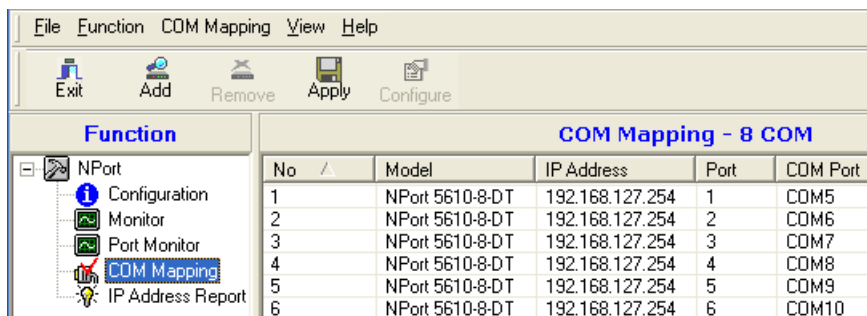 File Function COM Mapping View Help
Exit Add Remove Apply Configure
Function
COM Mapping - 8 COM
NPort
Configuration
Monitor
Port Monitor
COM Mapping
IP Address Report
No Model IP Address Port COM Port
1 NPort 5610-8-DT 192.168.127.254 1 COM5
2 NPort 5610-8-DT 192.168.127.254 2 COM6
3 NPort 5610-8-DT 192.168.127.254 3 COM7
4 NPort 5610-8-DT 192.168.127.254 4 COM8
5 NPort 5610-8-DT 192.168.127.254 5 COM9
6 NPort 5610-8-DT 192.168.127.254 6 COM10